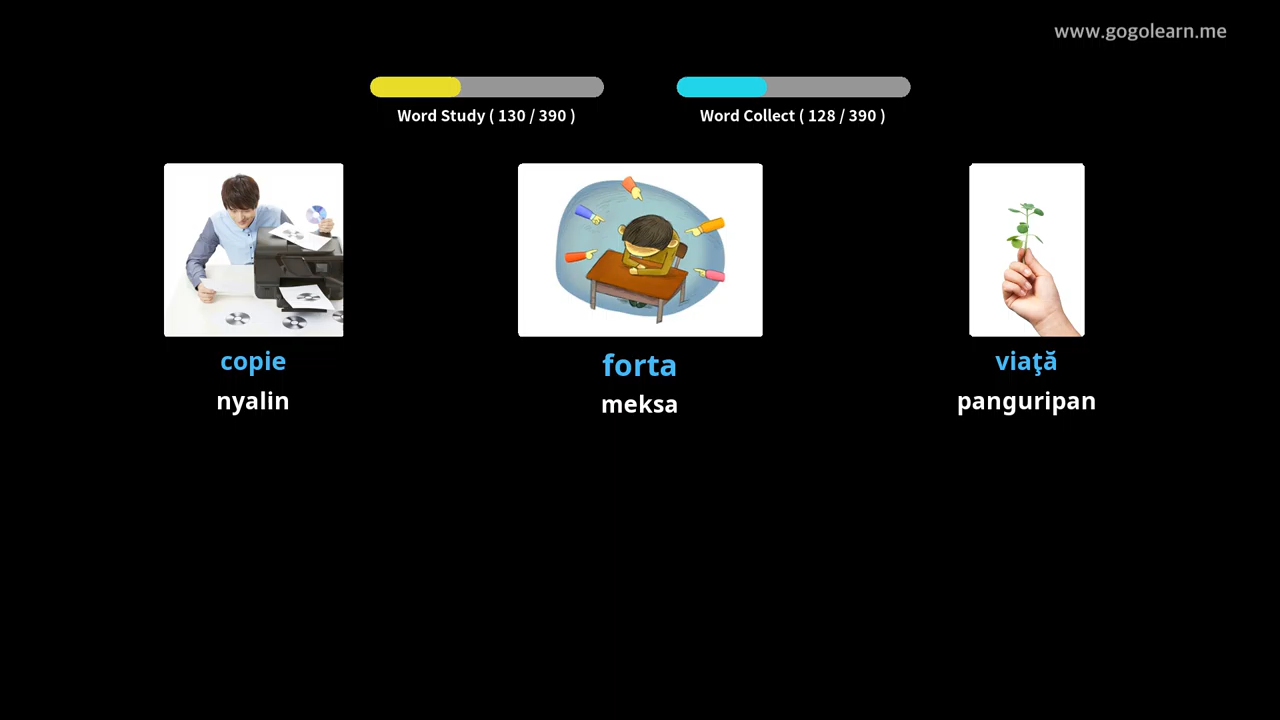 www.gogolearn.me
Word Study ( 130 / 390 )
Word Collect ( 128 / 390 )
copie
nyalin
forta
meksa
viaţă
panguripan